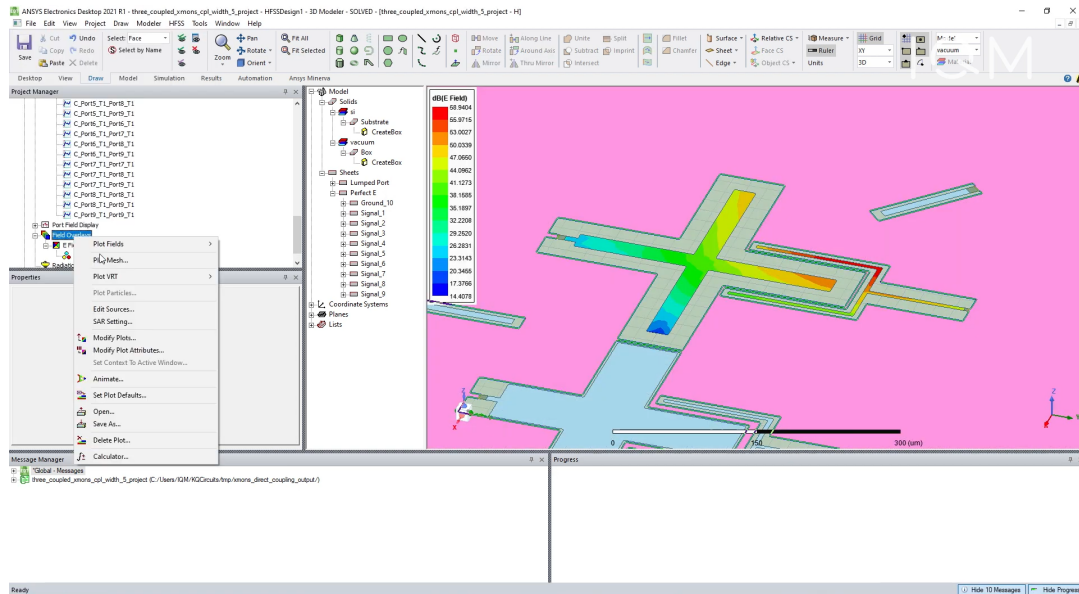 ANSYS Electronics Desktop 2021 R1 - three_coupled_xmons_cpl_width_5_project - HFSSDesign1 - 3D Modeler - SOLVED - [three_coupled_xmons_cpl_width_5_project - H]
File Edit View Project Draw Modeler HFSS Tools Window Help
Save
Cut Undo
Copy Redo
Paste Delete
Select: Face
Select by Name
Zoom
Pan
Rotate
Orient
Fit All
Fit Selected
Move Along Line
Rotate Around Axis
Mirror Thru Mirror
Unite Split
Subtract Imprint
Intersect
Fillet
Chamfer
Surface
Sheet
Edge
Relative CS
Face CS
Object CS
Measure
Ruler
Units
Grid
XY
3D
vacuum
IQM
Desktop View Draw Model Simulation Results Automation Ansys Minerva
Project Manager
C_Port5_T1_Port8_T1
C_Port5_T1_Port9_T1
C_Port6_T1_Port6_T1
C_Port6_T1_Port7_T1
C_Port6_T1_Port8_T1
C_Port6_T1_Port9_T1
C_Port7_T1_Port7_T1
C_Port7_T1_Port8_T1
C_Port7_T1_Port9_T1
C_Port8_T1_Port8_T1
C_Port8_T1_Port9_T1
C_Port9_T1_Port9_T1
Port Field Display
Field Overlays
E Fi
Radiatio
Properties
Plot Fields
Plot Mesh...
Plot VRT
Plot Particles...
Edit Sources...
SAR Setting...
Modify Plots...
Modify Plot Attributes...
Set Context To Active Window...
Animate...
Set Plot Defaults...
Open...
Save As...
Delete Plot...
Calculator...
Model
Solids
si
Substrate
CreateBox
vacuum
Box
CreateBox
Sheets
Lumped Port
Perfect E
Ground_10
Signal_1
Signal_2
Signal_3
Signal_4
Signal_5
Signal_6
Signal_7
Signal_8
Signal_9
Coordinate Systems
Planes
Lists
dB(E Field)
58.9404
55.9715
53.0027
50.0339
47.0650
44.0962
41.1273
38.1585
35.1897
32.2208
29.2520
26.2831
23.3143
20.3455
17.3766
14.4078
Z
X
0 150 300 (um)
Z
Y
Message Manager
*Global - Messages
three_coupled_xmons_cpl_width_5_project (C:/Users/IQM/KQCircuits/tmp/xmons_direct_coupling_output/)
Progress
Ready
Hide 10 Messages
Hide Progress